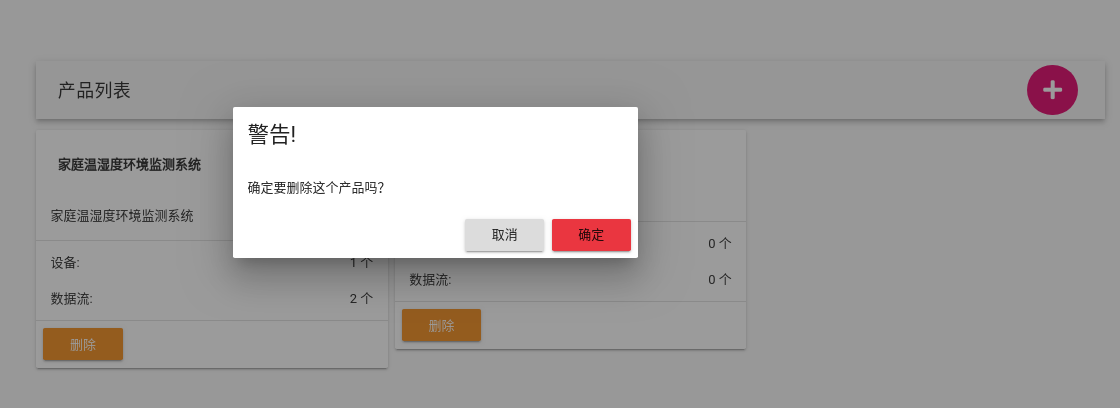 产品列表
警告!
家庭温湿度环境监测系统
确定要删除这个产品吗？
家庭温湿度环境监测系统
取消
确定
设备:
1 个
0 个
数据流:
2 个
数据流:
0 个
删除
删除